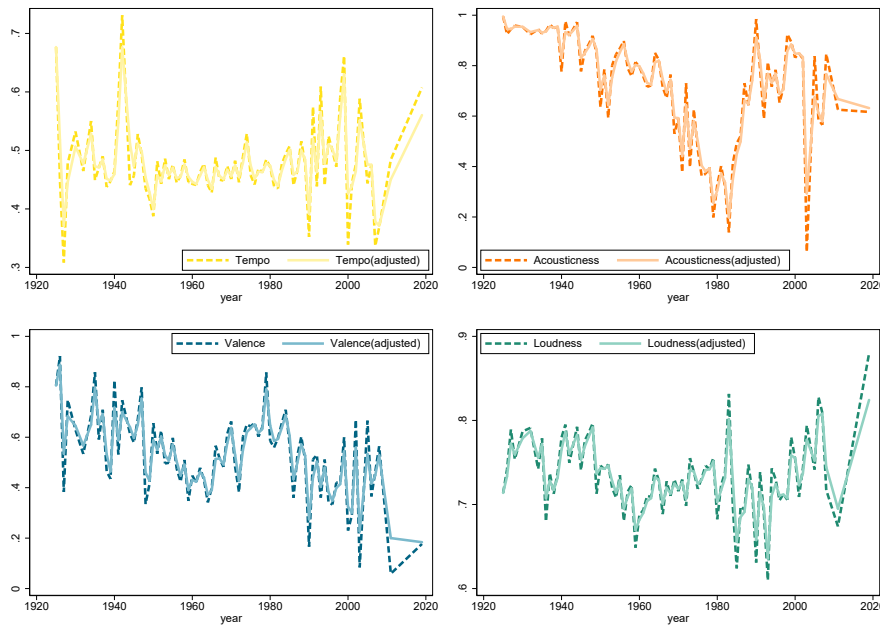 .7
.6
.5
.4
.3
Tempo Tempo(adjusted)
1920 1940 1960 1980 2000 2020
year
1
.8
.6
.4
.2
0
Acousticness Acousticness(adjusted)
1920 1940 1960 1980 2000 2020
year
1
.8
.6
.4
.2
0
Valence Valence(adjusted)
1920 1940 1960 1980 2000 2020
year
.9
.8
.7
.6
Loudness Loudness(adjusted)
1920 1940 1960 1980 2000 2020
year